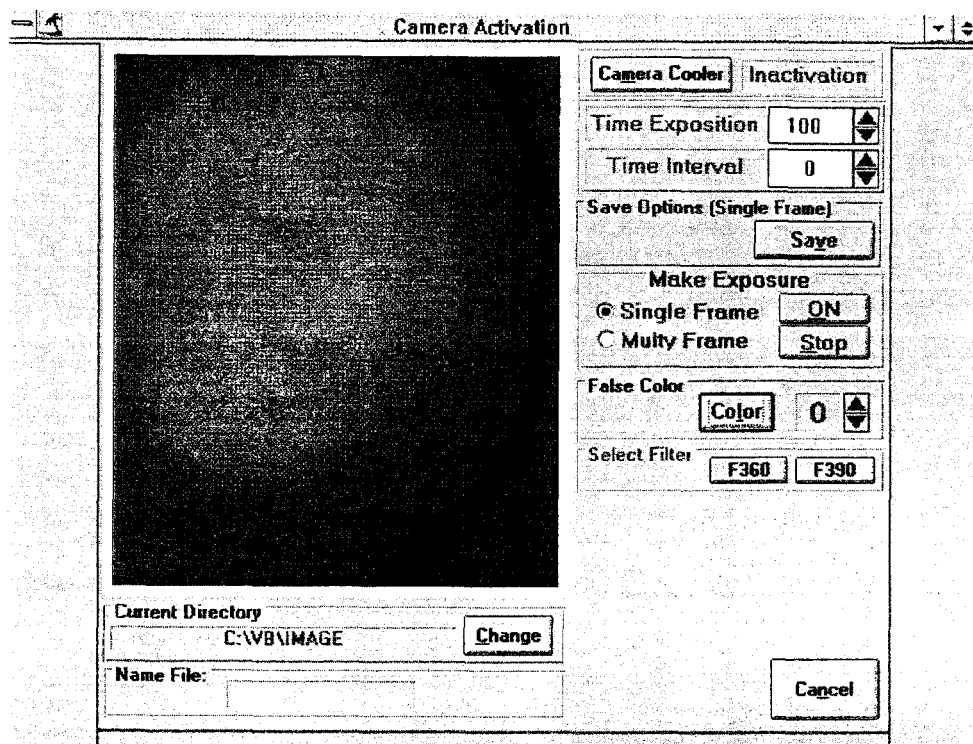 Camera Activation
Camera Cooler Inactivation
Time Exposition 100
Time Interval 0
Save Options (Single Frame)
Save
Make Exposure
Single Frame ON
Multy Frame Stop
False Color
Color 0
Select Filter
F360 F390
Current Directory
C:\VB\IMAGE Change
Name File:
Cancel